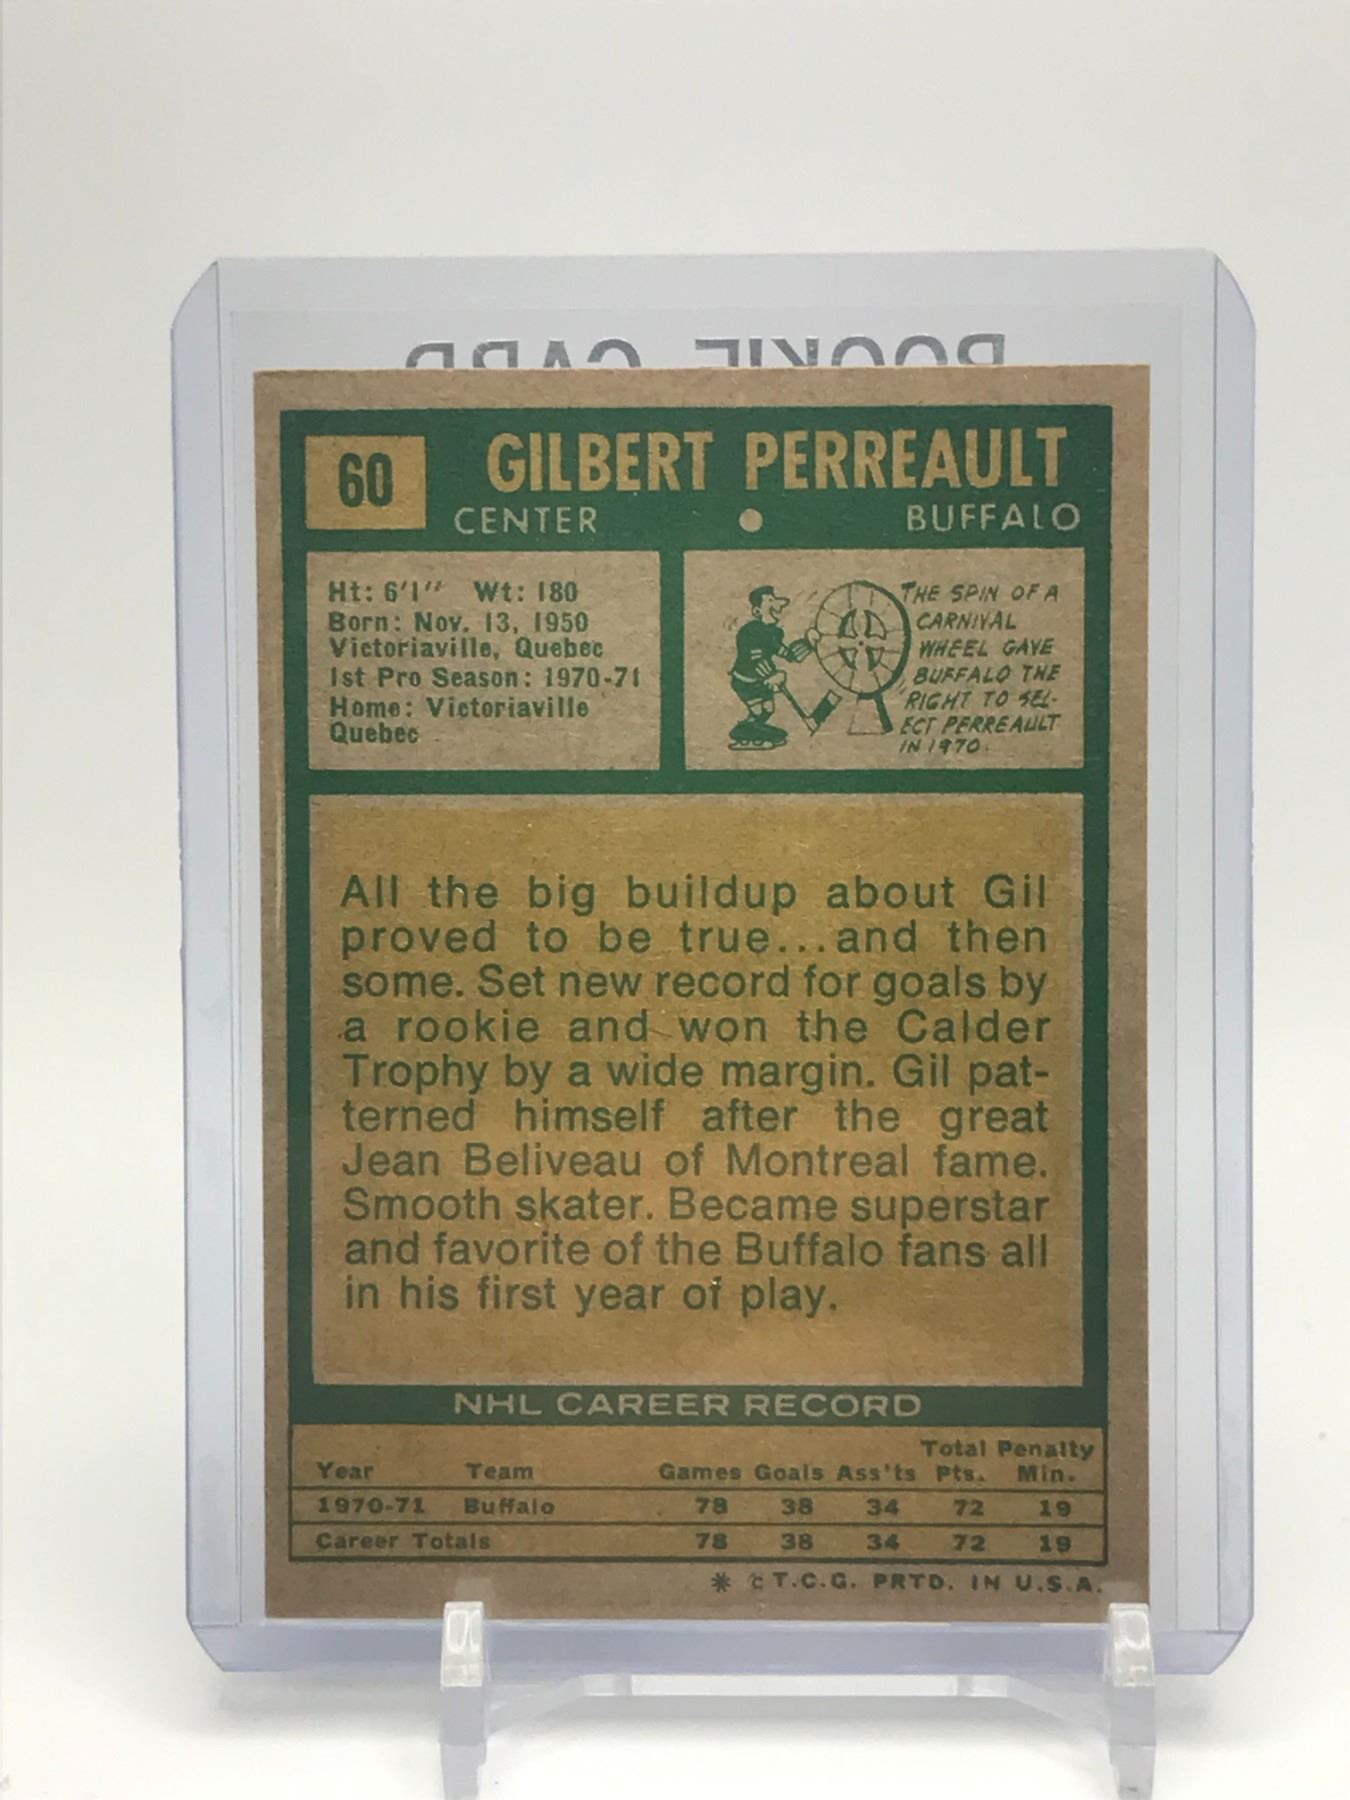 ROOKIE CARD
60
GILBERT PERREAULT
CENTER • BUFFALO
Ht: 6'1" Wt: 180
Born: Nov. 13, 1950
Victoriaville, Quebec
1st Pro Season: 1970-71
Home: Victoriaville
Quebec
THE SPIN OF A
CARNIVAL
WHEEL GAVE
BUFFALO THE
RIGHT TO SEL-
ECT PERREAULT
IN 1970.
All the big buildup about Gil
proved to be true...and then
some. Set new record for goals by
a rookie and won the Calder
Trophy by a wide margin. Gil pat-
terned himself after the great
Jean Beliveau of Montreal fame.
Smooth skater. Became superstar
and favorite of the Buffalo fans all
in his first year of play.
NHL CAREER RECORD
Year Team Games Goals Ass'ts Total Pts. Penalty Min.
1970-71 Buffalo 78 38 34 72 19
Career Totals 78 38 34 72 19
* © T.C.G. PRTD. IN U.S.A.